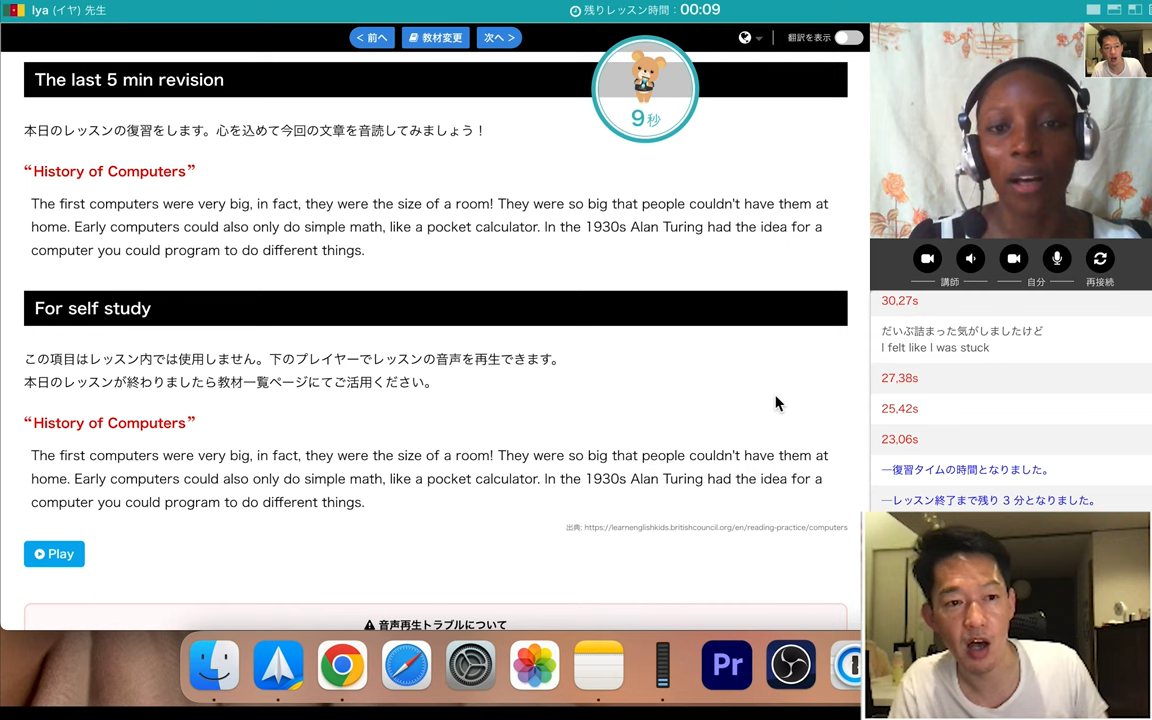 Iya (イヤ) 先生
残りレッスン時間：00:09
< 前へ
教材変更
次へ >
翻訳を表示
The last 5 min revision
9秒
本日のレッスンの復習をします。心を込めて今回の文章を音読してみましょう！
“History of Computers”
The first computers were very big, in fact, they were the size of a room! They were so big that people couldn't have them at
home. Early computers could also only do simple math, like a pocket calculator. In the 1930s Alan Turing had the idea for a
computer you could program to do different things.
For self study
この項目はレッスン内では使用しません。下のプレイヤーでレッスンの音声を再生できます。
本日のレッスンが終わりましたら教材一覧ページにてご活用ください。
“History of Computers”
The first computers were very big, in fact, they were the size of a room! They were so big that people couldn't have them at
home. Early computers could also only do simple math, like a pocket calculator. In the 1930s Alan Turing had the idea for a
computer you could program to do different things.
出典: https://learnenglishkids.britishcouncil.org/en/reading-practice/computers
Play
音声再生トラブルについて
講師
自分
再接続
30,27s
だいぶ詰まった気がしましたけど
I felt like I was stuck
27,38s
25,42s
23,06s
―復習タイムの時間となりました。
―レッスン終了まで残り 3 分となりました。
Pr